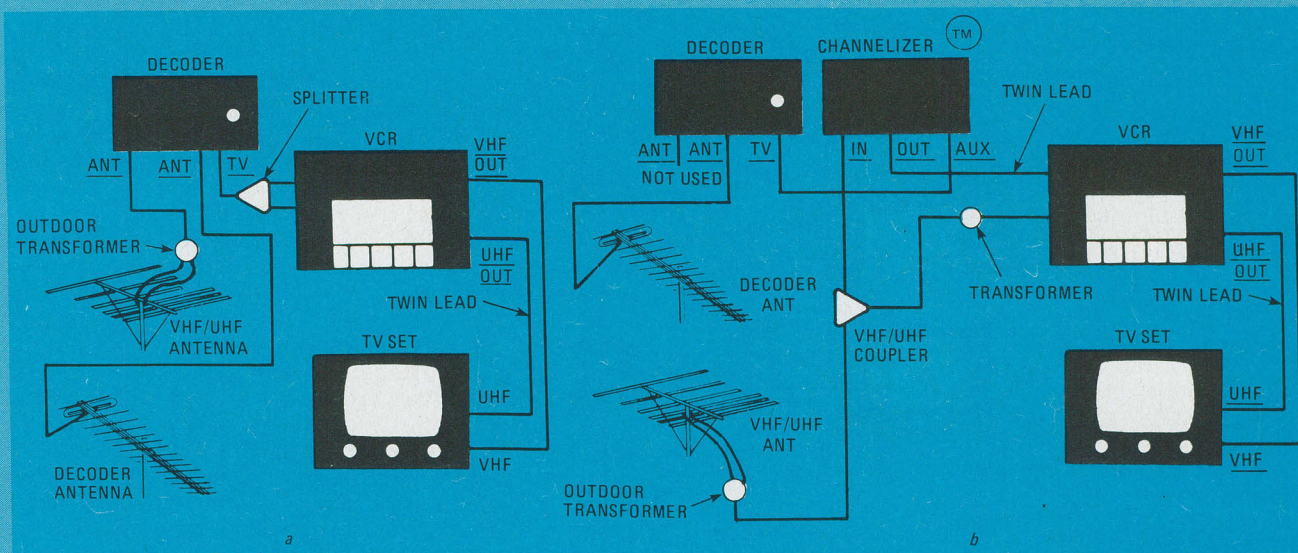 DECODER
SPLITTER
VCR
ANT
ANT
TV
VHF
OUT
OUTDOOR
TRANSFORMER
UHF
OUT
TWIN LEAD
VHF/UHF
ANTENNA
TV SET
UHF
VHF
DECODER
ANTENNA
a
DECODER
CHANNELIZER
TM
TWIN LEAD
VCR
ANT
ANT
TV
IN
OUT
AUX
VHF
OUT
NOT USED
UHF
OUT
DECODER
ANT
TRANSFORMER
TWIN LEAD
VHF/UHF
COUPLER
TV SET
UHF
VHF/UHF
ANT
VHF
OUTDOOR
TRANSFORMER
b